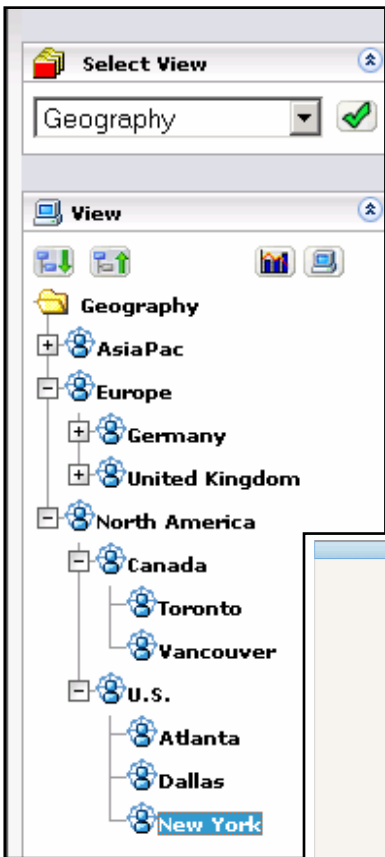 Select View
Geography
View
Geography
AsiaPac
Europe
Germany
United Kingdom
North America
Canada
Toronto
Vancouver
U.S.
Atlanta
Dallas
New York